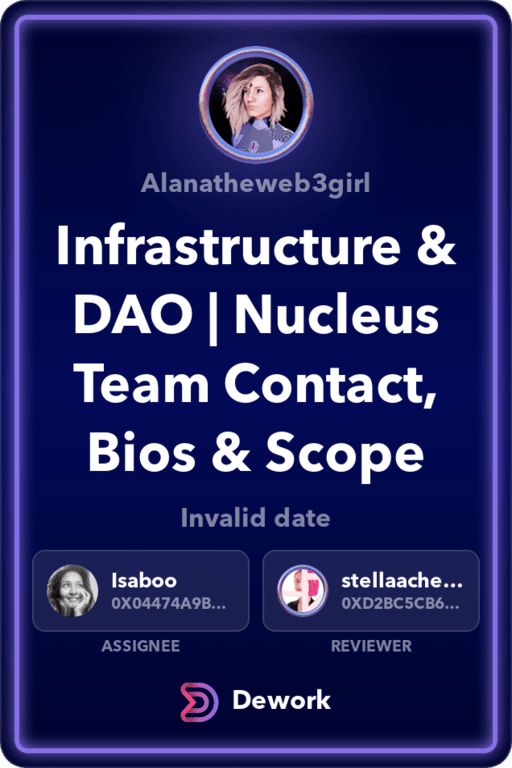 Alanatheweb3girl
Infrastructure &
DAO | Nucleus
Team Contact,
Bios & Scope
Invalid date
Isaboo
0X04474A9B...
ASSIGNEE
stellaache...
0XD2BC5CB6...
REVIEWER
Dework